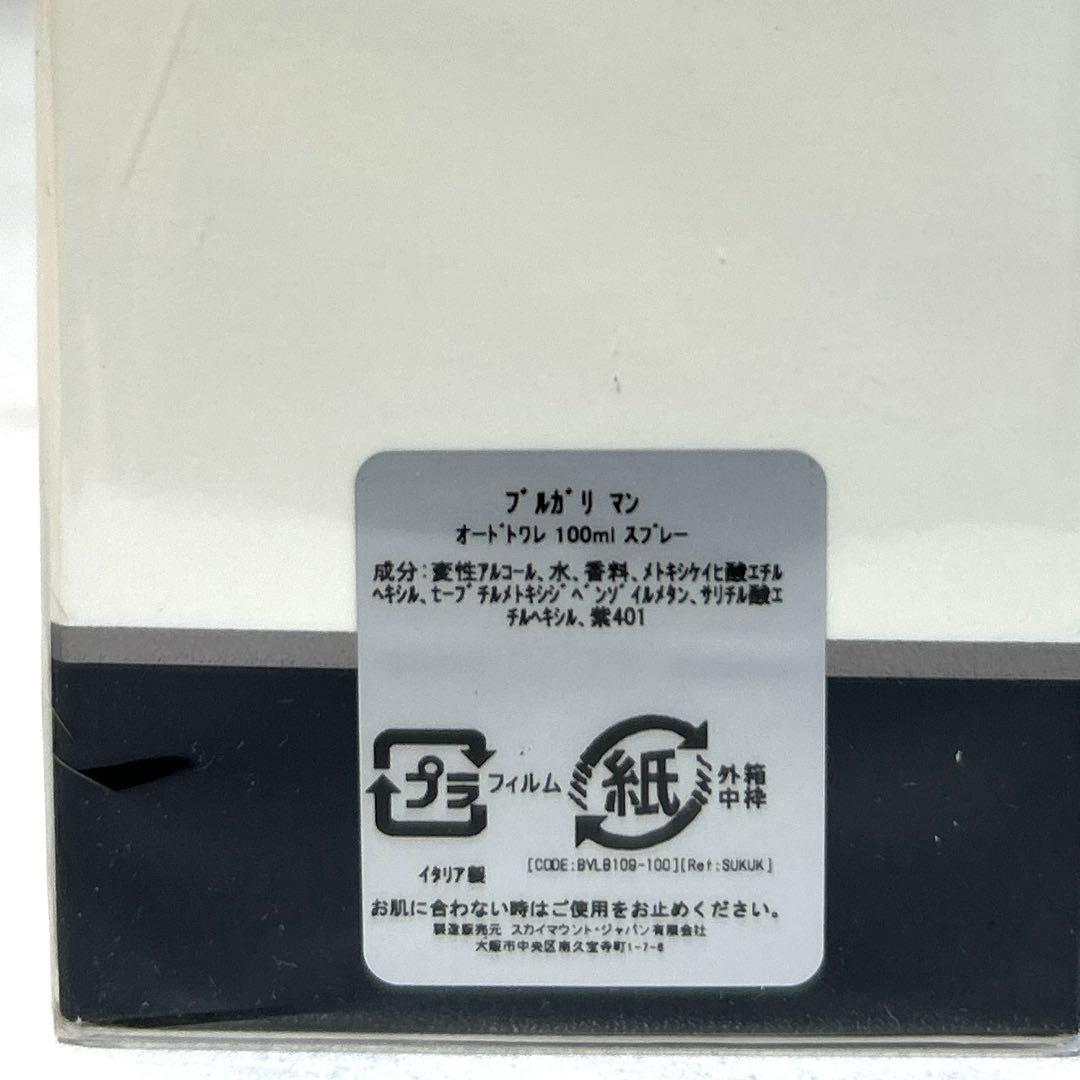 ﾌﾞﾙｶﾞﾘ ﾏﾝ
ｵｰﾄﾞﾄﾜﾚ 100ml ｽﾌﾟﾚｰ
成分:変性ｱﾙｺｰﾙ、水、香料、ﾒﾄｷｼｹｲﾋ酸ｴﾁﾙ
ﾍｷｼﾙ、ｾｰﾌﾞﾁﾙﾒﾄｷｼｼﾞﾍﾞﾝｿﾞｲﾙﾒﾀﾝ、ｻﾘﾁﾙ酸ｴ
ﾁﾙﾍｷｼﾙ、紫401
プラ フィルム 紙 外箱
中枠
[CODE:BVLB109-100][Ref:SUKUK]
イタリア製
お肌に合わない時はご使用をお止めください。
製造販売元 スカイマウント・ジャパン有限会社
大阪市中央区南久宝寺町1-7-6